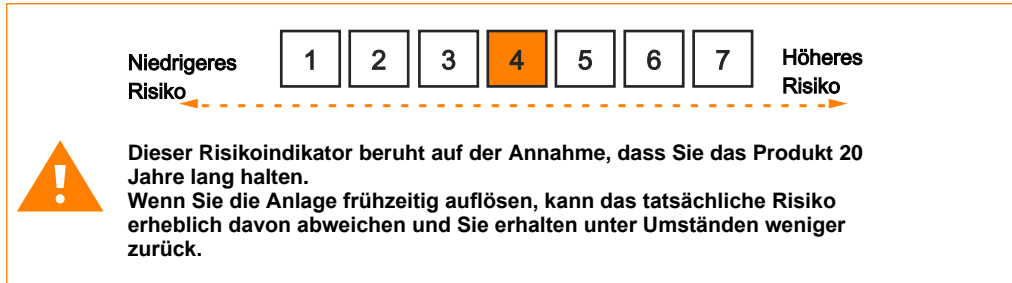 Niedrigeres
Risiko
1 2 3 4 5 6 7
Höheres
Risiko
!
Dieser Risikoindikator beruht auf der Annahme, dass Sie das Produkt 20
Jahre lang halten.
Wenn Sie die Anlage frühzeitig auflösen, kann das tatsächliche Risiko
erheblich davon abweichen und Sie erhalten unter Umständen weniger
zurück.